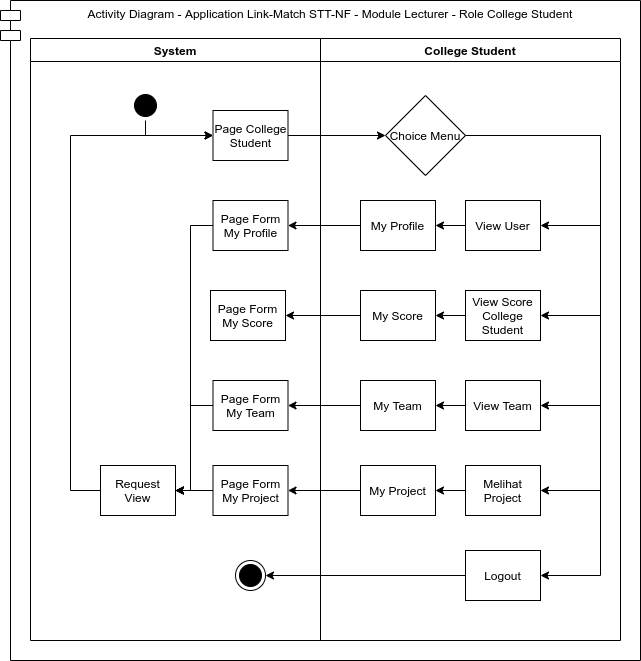 Activity Diagram - Application Link-Match STT-NF - Module Lecturer - Role College Student
System
College Student
Page College
Student
Choice Menu
Page Form
My Profile
My Profile
View User
Page Form
My Score
My Score
View Score
College
Student
Page Form
My Team
My Team
View Team
Request
View
Page Form
My Project
My Project
Melihat
Project
Logout